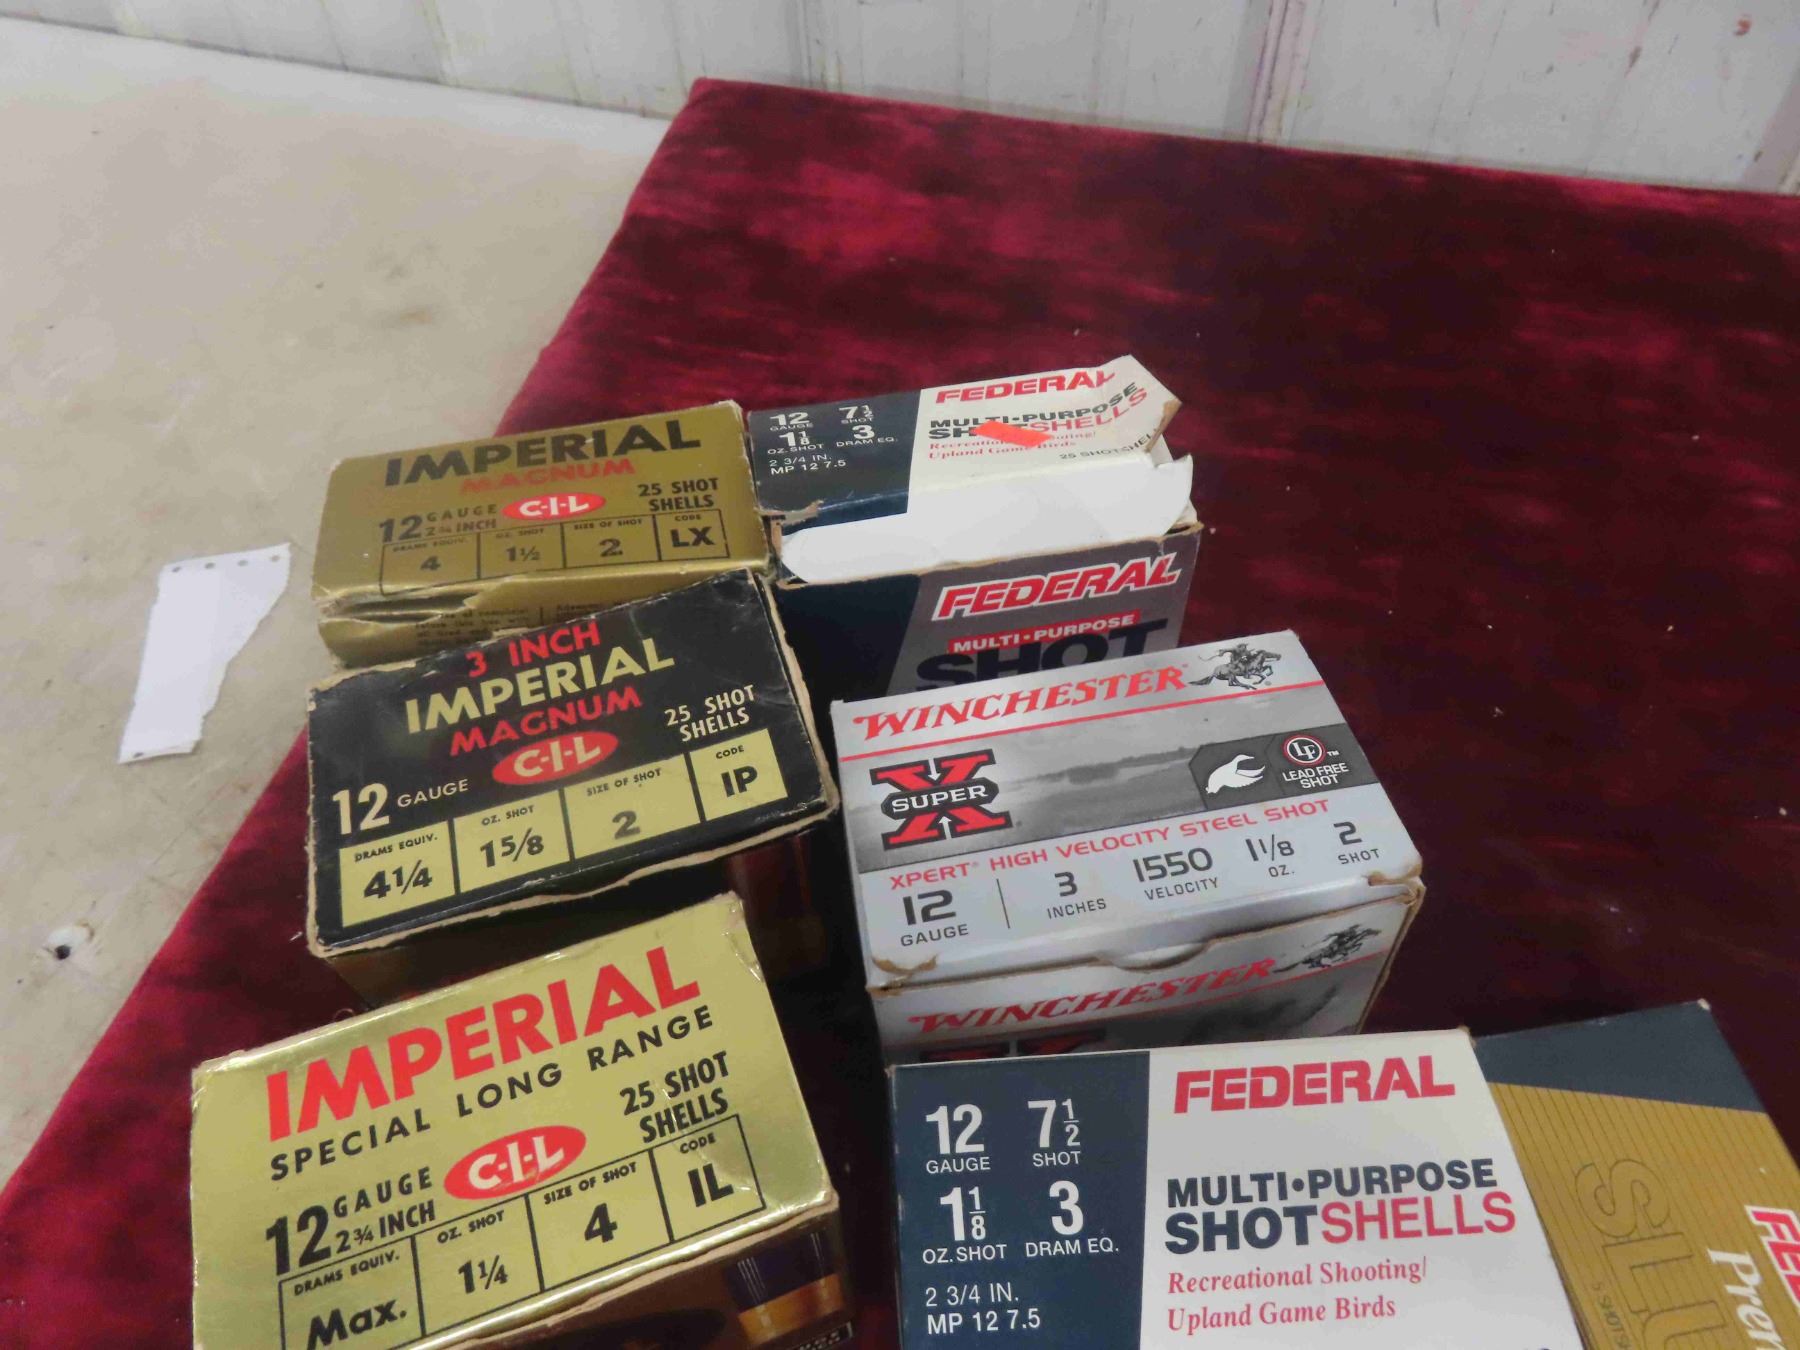 IMPERIAL
MAGNUM
12 GAUGE
2¾ INCH
C-I-L
25 SHOT
SHELLS
DRAMS EQUIV.
4
OZ. SHOT
1½
SIZE OF SHOT
2
CODE
LX
12
GAUGE
7½
SHOT
1⅛
OZ. SHOT
3
DRAM EQ.
2 3/4 IN.
MP 12 7.5
FEDERAL
MULTI•PURPOSE
SHOTSHELLS
Upland Game Birds
FEDERAL
MULTI•PURPOSE
SHOT
3 INCH
IMPERIAL
MAGNUM
C-I-L
25 SHOT
SHELLS
12 GAUGE
DRAMS EQUIV.
4¼
OZ. SHOT
1 5/8
SIZE OF SHOT
2
CODE
IP
WINCHESTER
SUPER
X
LF
LEAD FREE
SHOT
XPERT® HIGH VELOCITY STEEL SHOT
12
GAUGE
3
INCHES
1550
VELOCITY
1 1/8
OZ.
2
SHOT
WINCHESTER
IMPERIAL
SPECIAL LONG RANGE
12 GAUGE
2¾ INCH
C-I-L
25 SHOT
SHELLS
DRAMS EQUIV.
Max.
OZ. SHOT
1¼
SIZE OF SHOT
4
CODE
IL
12
GAUGE
7½
SHOT
1⅛
OZ. SHOT
3
DRAM EQ.
2 3/4 IN.
MP 12 7.5
FEDERAL
MULTI•PURPOSE
SHOTSHELLS
Recreational Shooting/
Upland Game Birds